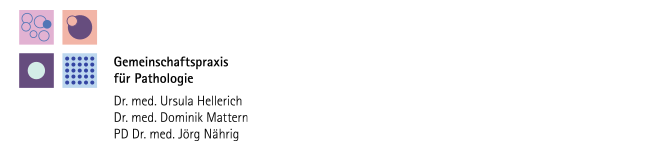 Gemeinschaftspraxis
für Pathologie
Dr. med. Ursula Hellerich
Dr. med. Dominik Mattern
PD Dr. med. Jörg Nährig